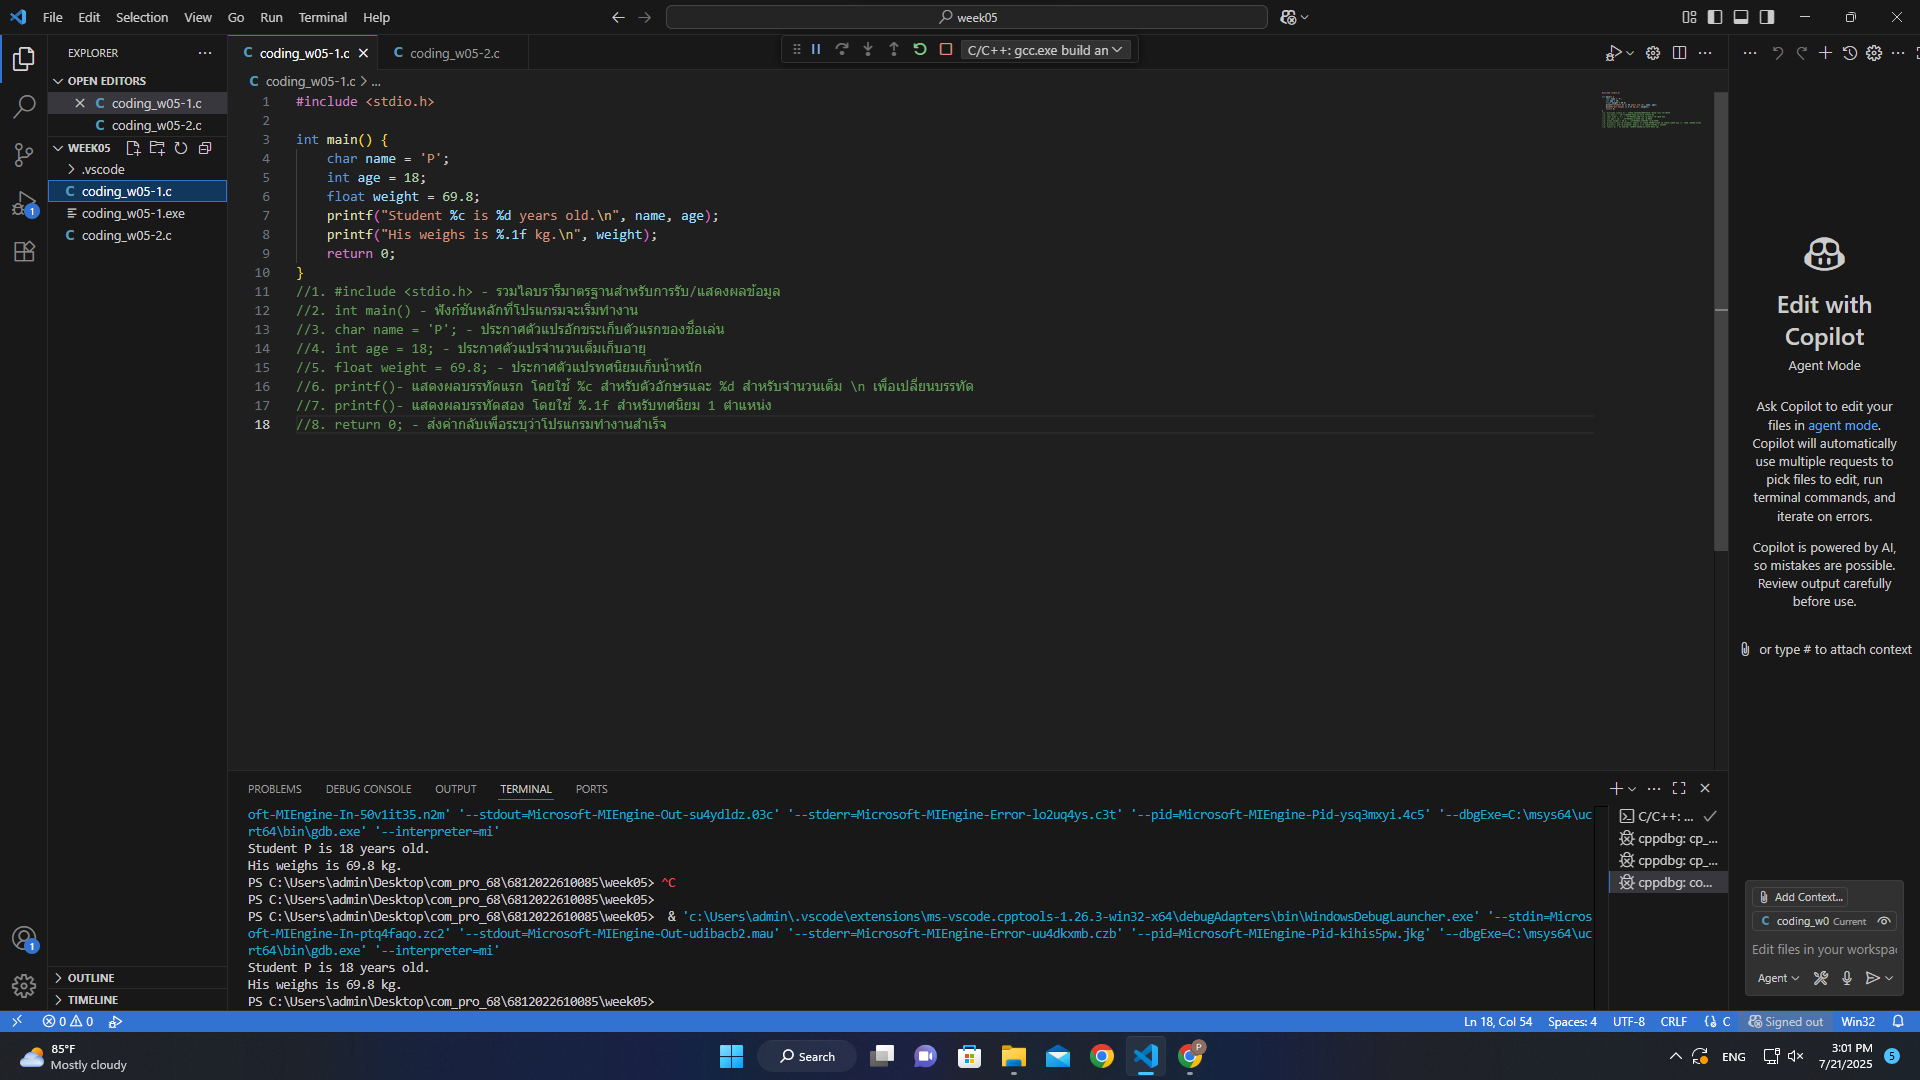 File Edit Selection View Go Run Terminal Help
week05
EXPLORER
OPEN EDITORS
coding_w05-1.c
coding_w05-2.c
WEEK05
.vscode
coding_w05-1.c
coding_w05-1.exe
coding_w05-2.c
OUTLINE
TIMELINE
coding_w05-1.c
coding_w05-2.c
C/C++: gcc.exe build an
coding_w05-1.c > ...
1 #include <stdio.h>
2
3 int main() {
4 char name = 'P';
5 int age = 18;
6 float weight = 69.8;
7 printf("Student %c is %d years old.\n", name, age);
8 printf("His weighs is %.1f kg.\n", weight);
9 return 0;
10 }
11 //1. #include <stdio.h> - รวมไลบรารีมาตรฐานสำหรับการรับ/แสดงผลข้อมูล
12 //2. int main() - ฟังก์ชันหลักที่โปรแกรมจะเริ่มทำงาน
13 //3. char name = 'P'; - ประกาศตัวแปรอักขระเก็บตัวแรกของชื่อเล่น
14 //4. int age = 18; - ประกาศตัวแปรจำนวนเต็มเก็บอายุ
15 //5. float weight = 69.8; - ประกาศตัวแปรทศนิยมเก็บน้ำหนัก
16 //6. printf()- แสดงผลบรรทัดแรก โดยใช้ %c สำหรับตัวอักษรและ %d สำหรับจำนวนเต็ม \n เพื่อเปลี่ยนบรรทัด
17 //7. printf()- แสดงผลบรรทัดสอง โดยใช้ %.1f สำหรับทศนิยม 1 ตำแหน่ง
18 //8. return 0; - ส่งค่ากลับเพื่อระบุว่าโปรแกรมทำงานสำเร็จ
PROBLEMS DEBUG CONSOLE OUTPUT TERMINAL PORTS
oft-MIEngine-In-50v1it35.n2m' '--stdout=Microsoft-MIEngine-Out-su4ydldz.03c' '--stderr=Microsoft-MIEngine-Error-lo2uq4ys.c3t' '--pid=Microsoft-MIEngine-Pid-ysq3mxyi.4c5' '--dbgExe=C:\msys64\uc
rt64\bin\gdb.exe' '--interpreter=mi'
Student P is 18 years old.
His weighs is 69.8 kg.
PS C:\Users\admin\Desktop\com_pro_68\6812022610085\week05> ^C
PS C:\Users\admin\Desktop\com_pro_68\6812022610085\week05>
PS C:\Users\admin\Desktop\com_pro_68\6812022610085\week05> & 'c:\Users\admin\.vscode\extensions\ms-vscode.cpptools-1.26.3-win32-x64\debugAdapters\bin\WindowsDebugLauncher.exe' '--stdin=Micros
oft-MIEngine-In-ptq4faqo.zc2' '--stdout=Microsoft-MIEngine-Out-udibacb2.mau' '--stderr=Microsoft-MIEngine-Error-uu4dkxmb.czb' '--pid=Microsoft-MIEngine-Pid-kihis5pw.jkg' '--dbgExe=C:\msys64\uc
rt64\bin\gdb.exe' '--interpreter=mi'
Student P is 18 years old.
His weighs is 69.8 kg.
PS C:\Users\admin\Desktop\com_pro_68\6812022610085\week05>
C/C++: ...
cppdbg: cp_...
cppdbg: cp_...
cppdbg: co...
Edit with
Copilot
Agent Mode
Ask Copilot to edit your
files in agent mode.
Copilot will automatically
use multiple requests to
pick files to edit, run
terminal commands, and
iterate on errors.
Copilot is powered by AI,
so mistakes are possible.
Review output carefully
before use.
or type # to attach context
Add Context...
coding_w0 Current
Edit files in your workspac
Agent
0 0
Ln 18, Col 54 Spaces: 4 UTF-8 CRLF {} C Signed out Win32
85°F
Mostly cloudy
Search
ENG
3:01 PM
7/21/2025
5